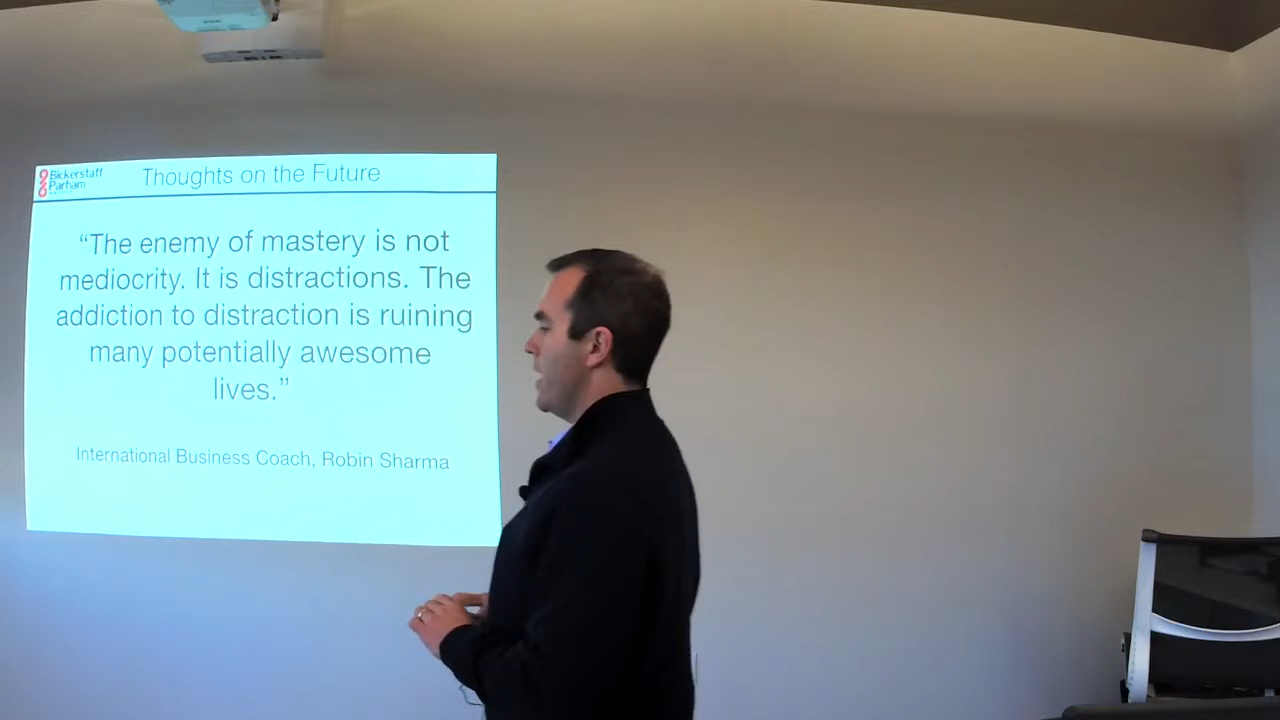 Bickerstaff
Parham
Thoughts on the Future
“The enemy of mastery is not
mediocrity. It is distractions. The
addiction to distraction is ruining
many potentially awesome
lives.”
International Business Coach, Robin Sharma